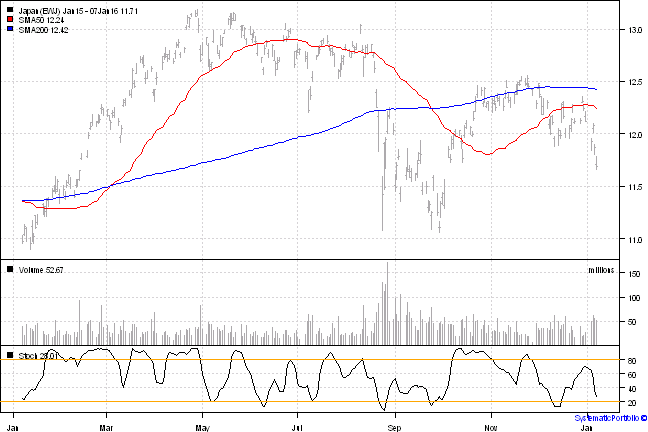 Japan (EWJ) Jan 15 - 07Jan16 11.71
SMA50 12.24
SMA200 12.42
13.0
12.5
12.0
11.5
11.0
Volume 52.67
millions
150
100
50
Stoch 29.01
80
60
40
20
Jan
Mar
May
Jul
Sep
Nov
Jan
SystematicPortfolio ©